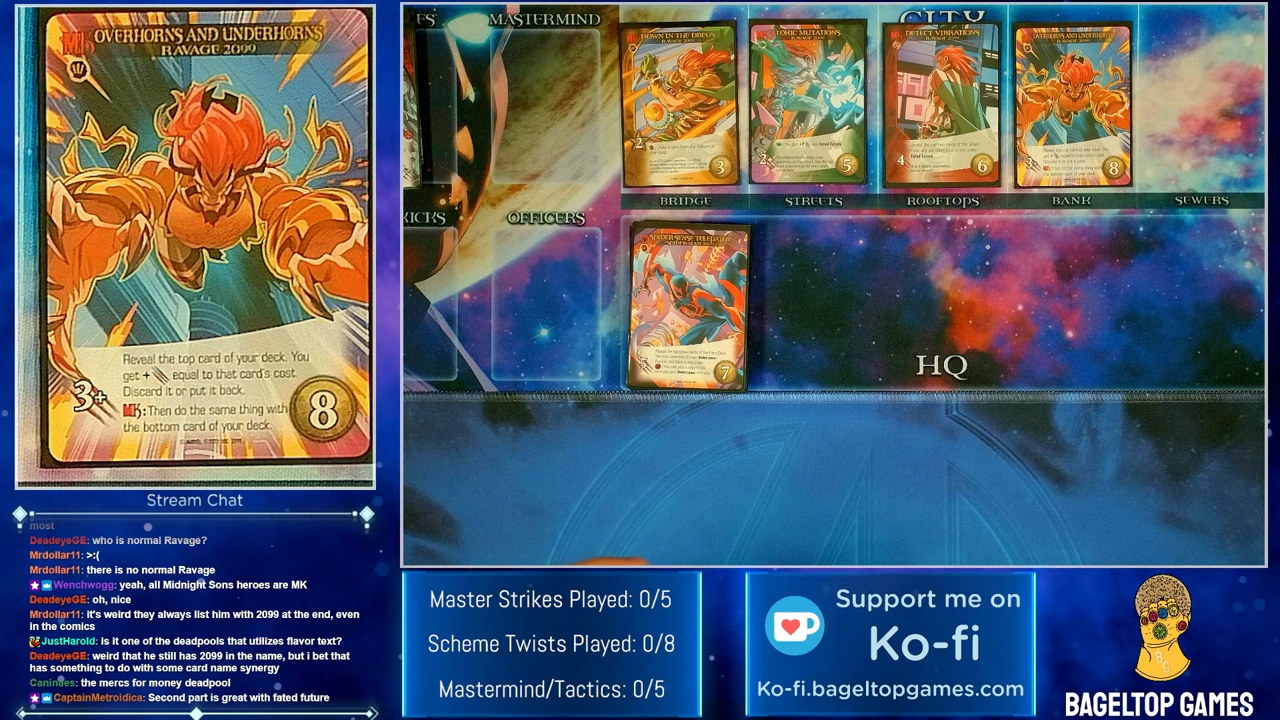 OVERHORNS AND UNDERHORNS
RAVAGE 2099
Reveal the top card of your deck. You
get + equal to that card's cost.
Discard it or put it back.
MK: Then do the same thing with
the bottom card of your deck.
3+
8
Stream Chat
most
DeadeyeGE: who is normal Ravage?
Mrdollar11: >:(
Mrdollar11: there is no normal Ravage
Wenchwogg: yeah, all Midnight Sons heroes are MK
DeadeyeGE: oh, nice
Mrdollar11: it's weird they always list him with 2099 at the end, even
in the comics
JustHarold: is it one of the deadpools that utilizes flavor text?
DeadeyeGE: weird that he still has 2099 in the name, but i bet that
has something to do with some card name synergy
Caninaes: the mercs for money deadpool
CaptainMetroidica: Second part is great with fated future
MASTERMIND
CITY
DOWN IN THE DREGS
RAVAGE 2099
2
3
TOXIC MUTATIONS
RAVAGE 2099
2+
5
DETECT VIBRATIONS
RAVAGE 2099
4
6
OVERHORNS AND UNDERHORNS
RAVAGE 2099
8
BRIDGE
STREETS
ROOFTOPS
BANK
SEWERS
OFFICERS
7
HQ
Master Strikes Played: 0/5
Scheme Twists Played: 0/8
Mastermind/Tactics: 0/5
Support me on
Ko-fi
Ko-fi.bageltopgames.com
BAGELTOP GAMES